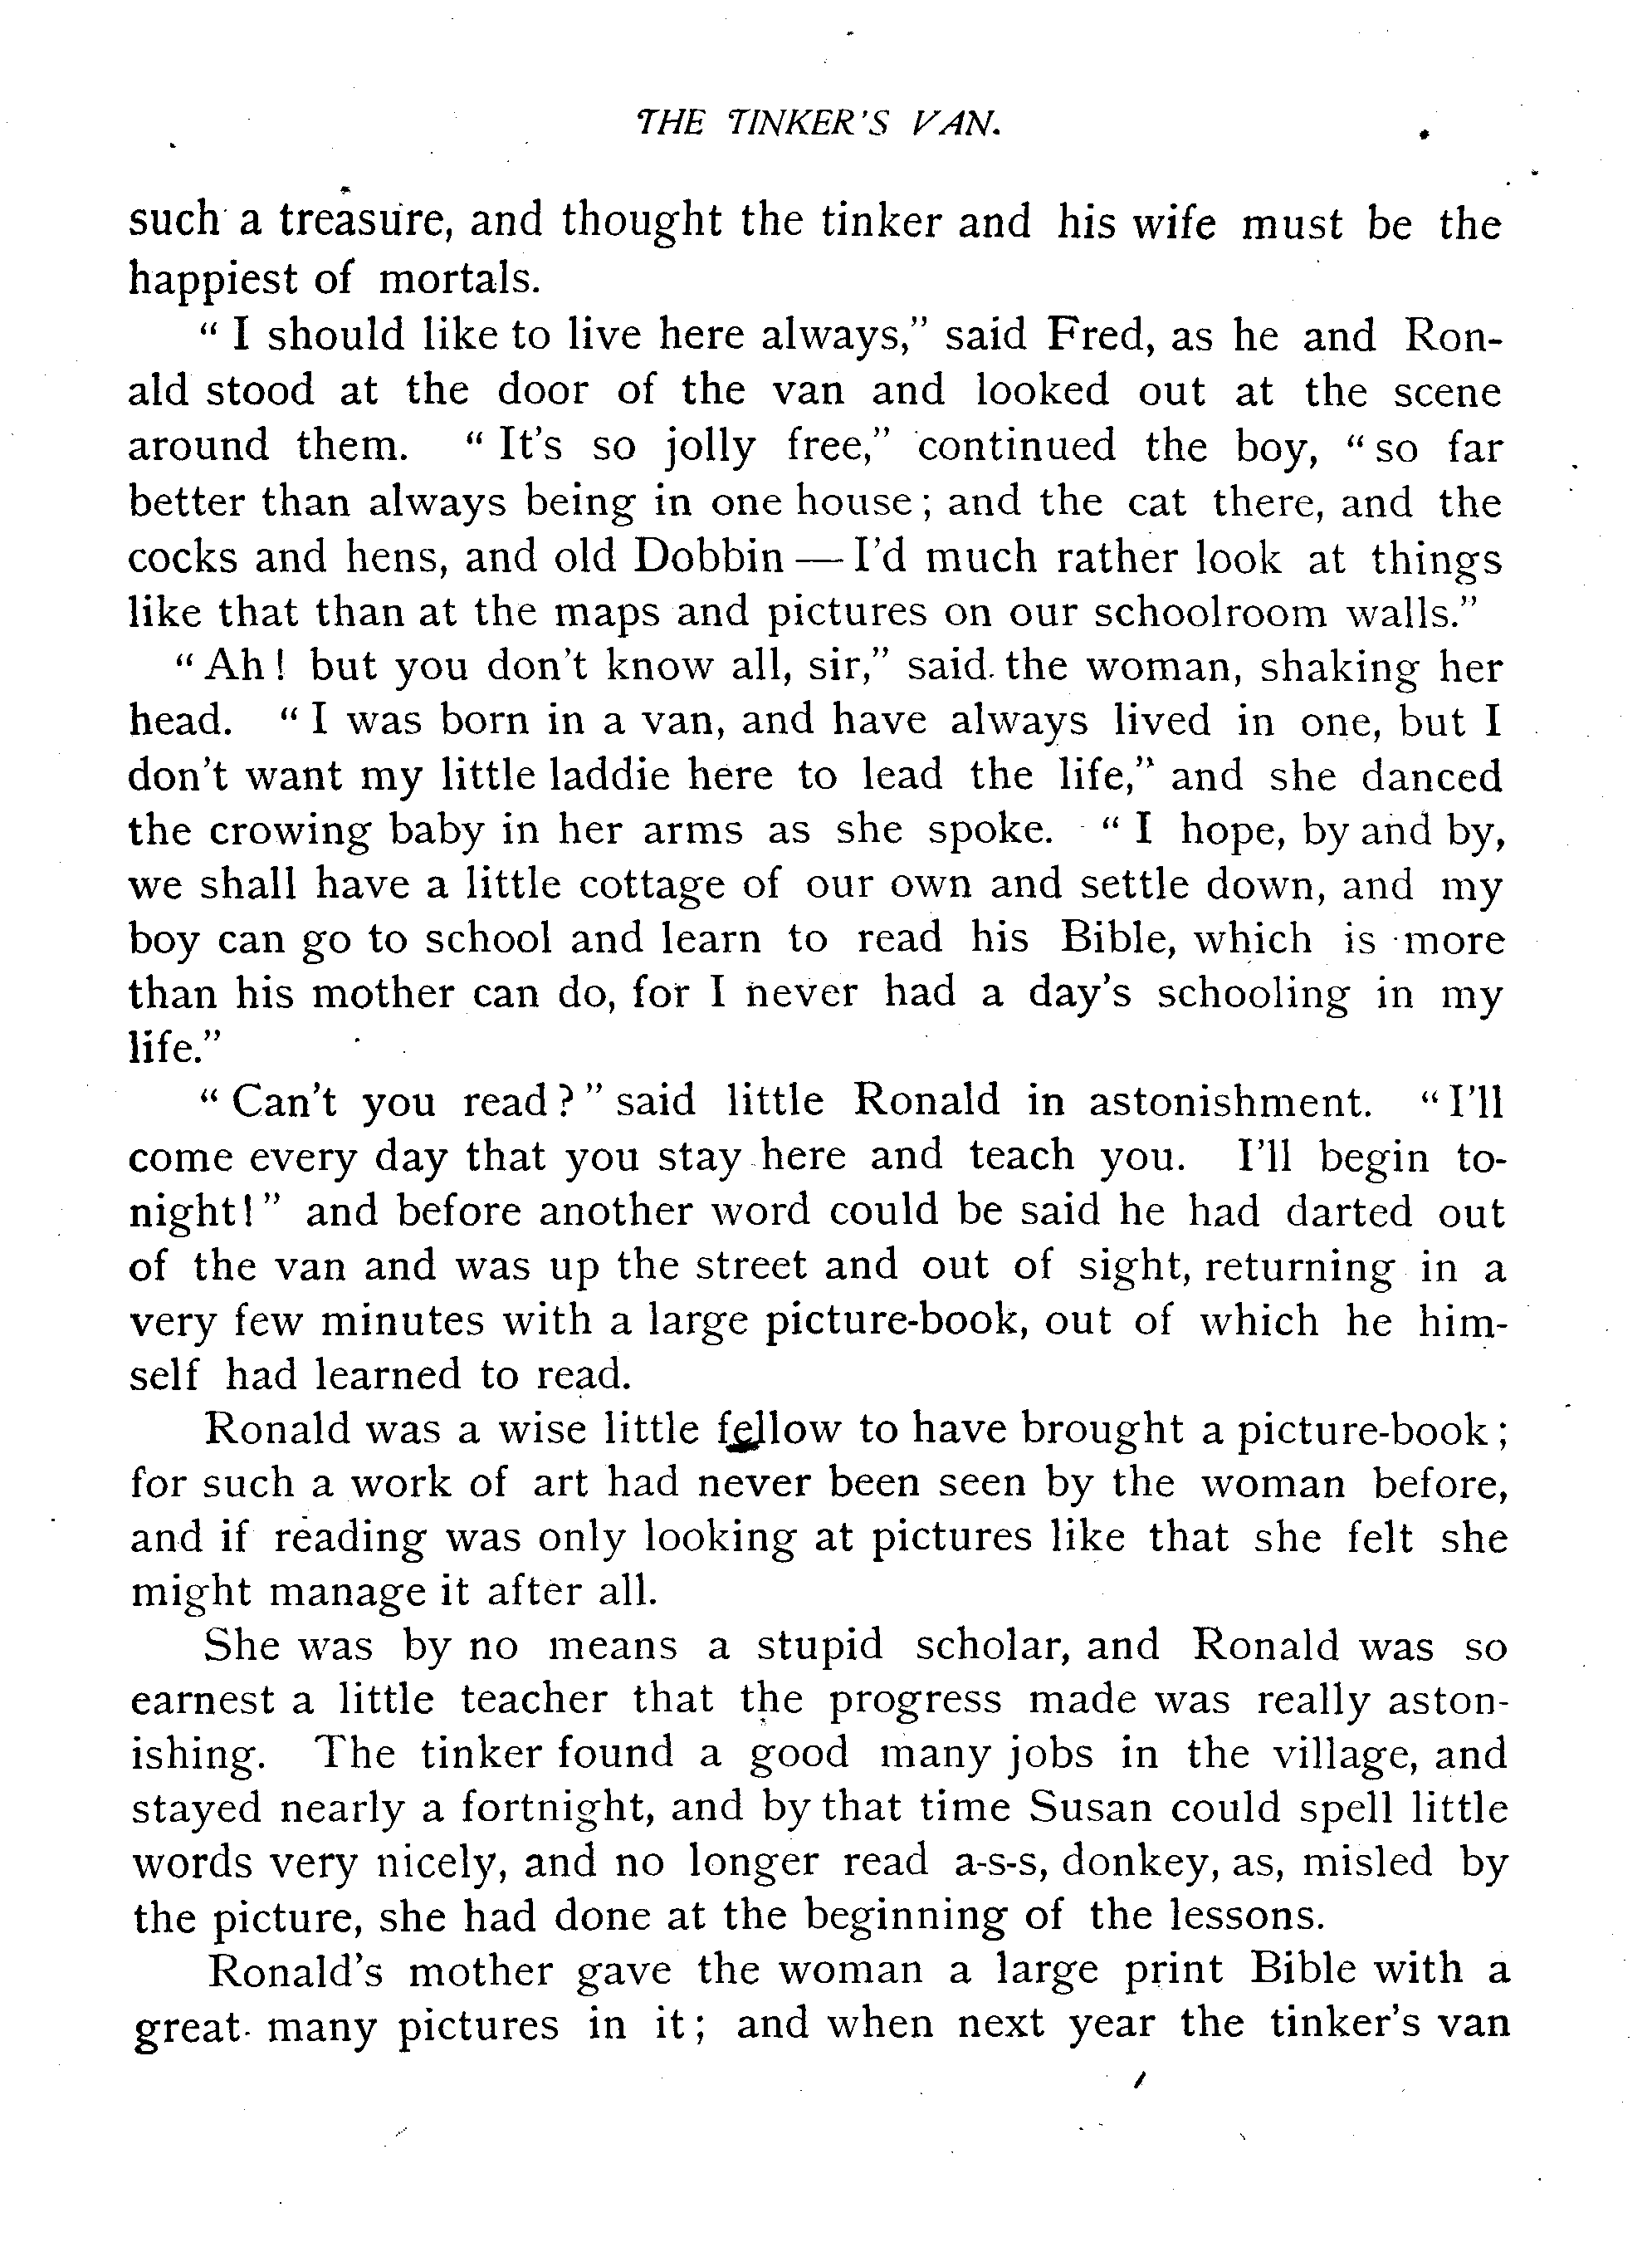 THE TINKER'S VAN.
such a treasure, and thought the tinker and his wife must be the
happiest of mortals.
" I should like to live here always," said Fred, as he and Ron-
ald stood at the door of the van and looked out at the scene
around them. " It's so jolly free," continued the boy, " so far
better than always being in one house ; and the cat there, and the
cocks and hens, and old Dobbin — I'd much rather look at things
like that than at the maps and pictures on our schoolroom walls."
" Ah ! but you don't know all, sir," said the woman, shaking her
head. " I was born in a van, and have always lived in one, but I
don't want my little laddie here to lead the life," and she danced
the crowing baby in her arms as she spoke. " I hope, by and by,
we shall have a little cottage of our own and settle down, and my
boy can go to school and learn to read his Bible, which is more
than his mother can do, for I never had a day's schooling in my
life."
" Can't you read ? " said little Ronald in astonishment. " I'll
come every day that you stay here and teach you. I'll begin to-
night ! " and before another word could be said he had darted out
of the van and was up the street and out of sight, returning in a
very few minutes with a large picture-book, out of which he him-
self had learned to read.
Ronald was a wise little fellow to have brought a picture-book ;
for such a work of art had never been seen by the woman before,
and if reading was only looking at pictures like that she felt she
might manage it after all.
She was by no means a stupid scholar, and Ronald was so
earnest a little teacher that the progress made was really aston-
ishing. The tinker found a good many jobs in the village, and
stayed nearly a fortnight, and by that time Susan could spell little
words very nicely, and no longer read a-s-s, donkey, as, misled by
the picture, she had done at the beginning of the lessons.
Ronald's mother gave the woman a large print Bible with a
great many pictures in it ; and when next year the tinker's van